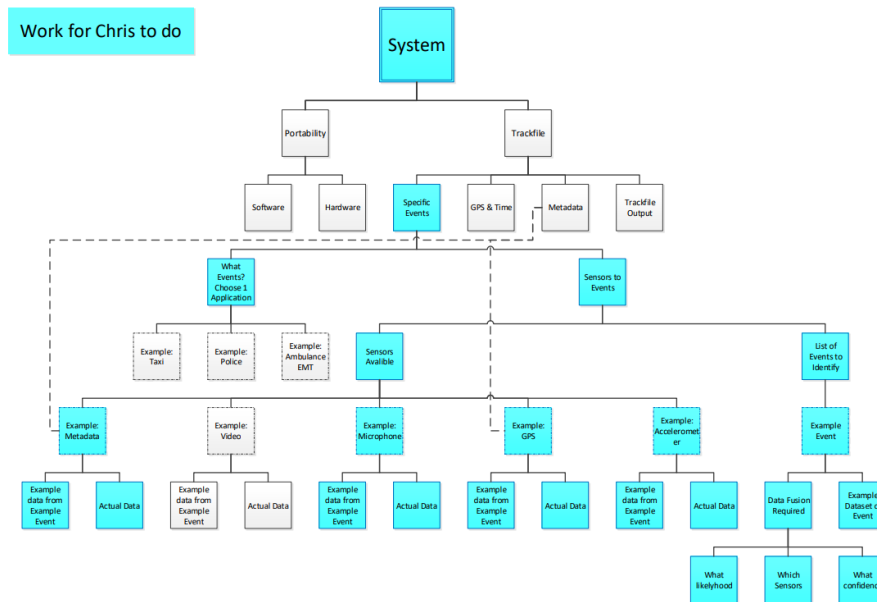 Work for Chris to do
System
Portability
Trackfile
Software
Hardware
Specific
Events
GPS & Time
Metadata
Trackfile
Output
What
Events?
Choose 1
Application
Sensors to
Events
Example:
Taxi
Example:
Police
Example:
Ambulance
EMT
Sensors
Avalible
List of
Events to
Identify
Example:
Metadata
Example:
Video
Example:
Microphone
Example:
GPS
Example:
Acceleromet
er
Example
Event
Example
data from
Example
Event
Actual Data
Example
data from
Example
Event
Actual Data
Example
data from
Example
Event
Actual Data
Example
data from
Example
Event
Actual Data
Example
data from
Example
Event
Actual Data
Data Fusion
Required
Example
Dataset o
Event
What
likelyhood
Which
Sensors
What
confidenc